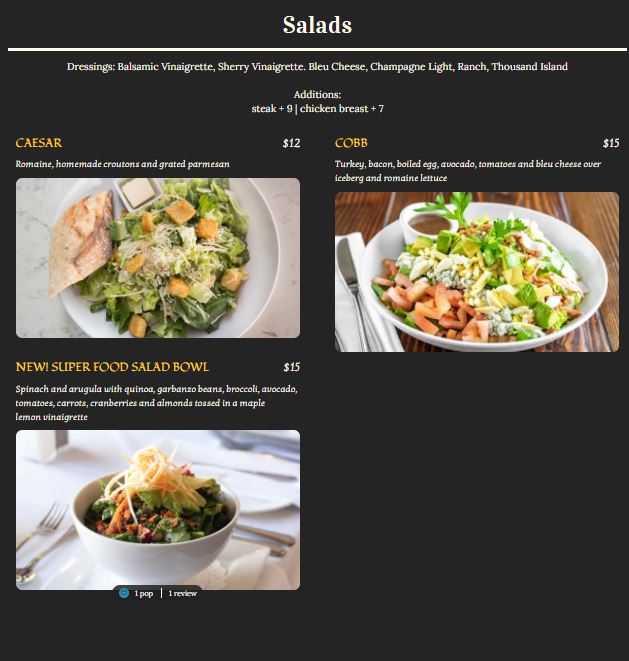 Salads
Dressings: Balsamic Vinaigrette, Sherry Vinaigrette. Bleu Cheese, Champagne Light, Ranch, Thousand Island
Additions:
steak + 9 | chicken breast + 7
CAESAR $12
Romaine, homemade croutons and grated parmesan
COBB $15
Turkey, bacon, boiled egg, avocado, tomatoes and bleu cheese over
iceberg and romaine lettuce
NEW! SUPER FOOD SALAD BOWL $15
Spinach and arugula with quinoa, garbanzo beans, broccoli, avocado,
tomatoes, carrots, cranberries and almonds tossed in a maple
lemon vinaigrette
1 pop | 1 review